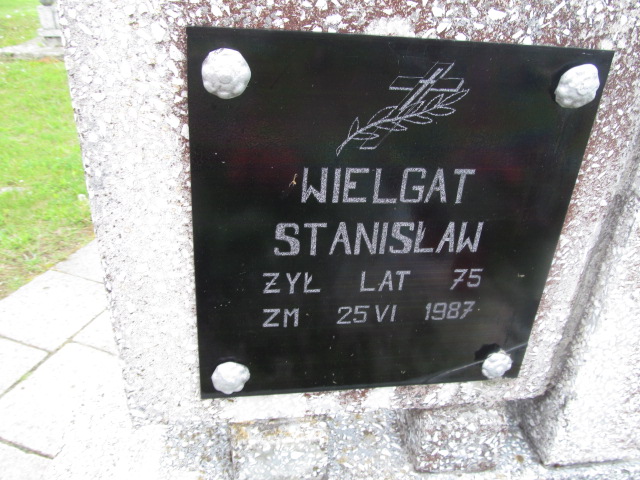 WIELGAT
STANISŁAW
ŻYŁ LAT 75
ZM 25 VI 1987